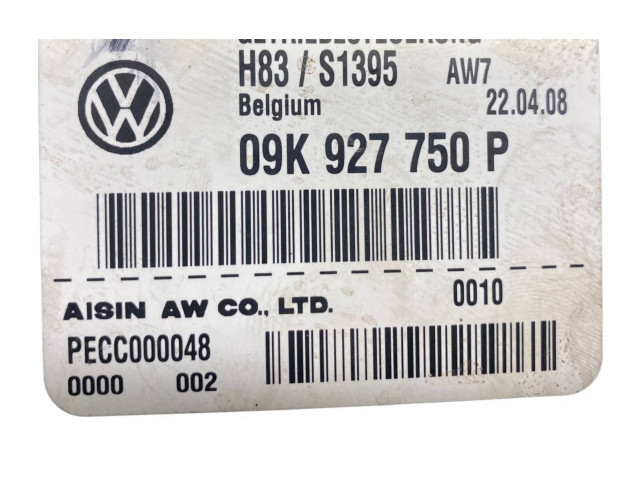 H83 / S1395 AW7
Belgium 22.04.08
09K 927 750 P
AISIN AW CO., LTD. 0010
PECC000048
0000 002